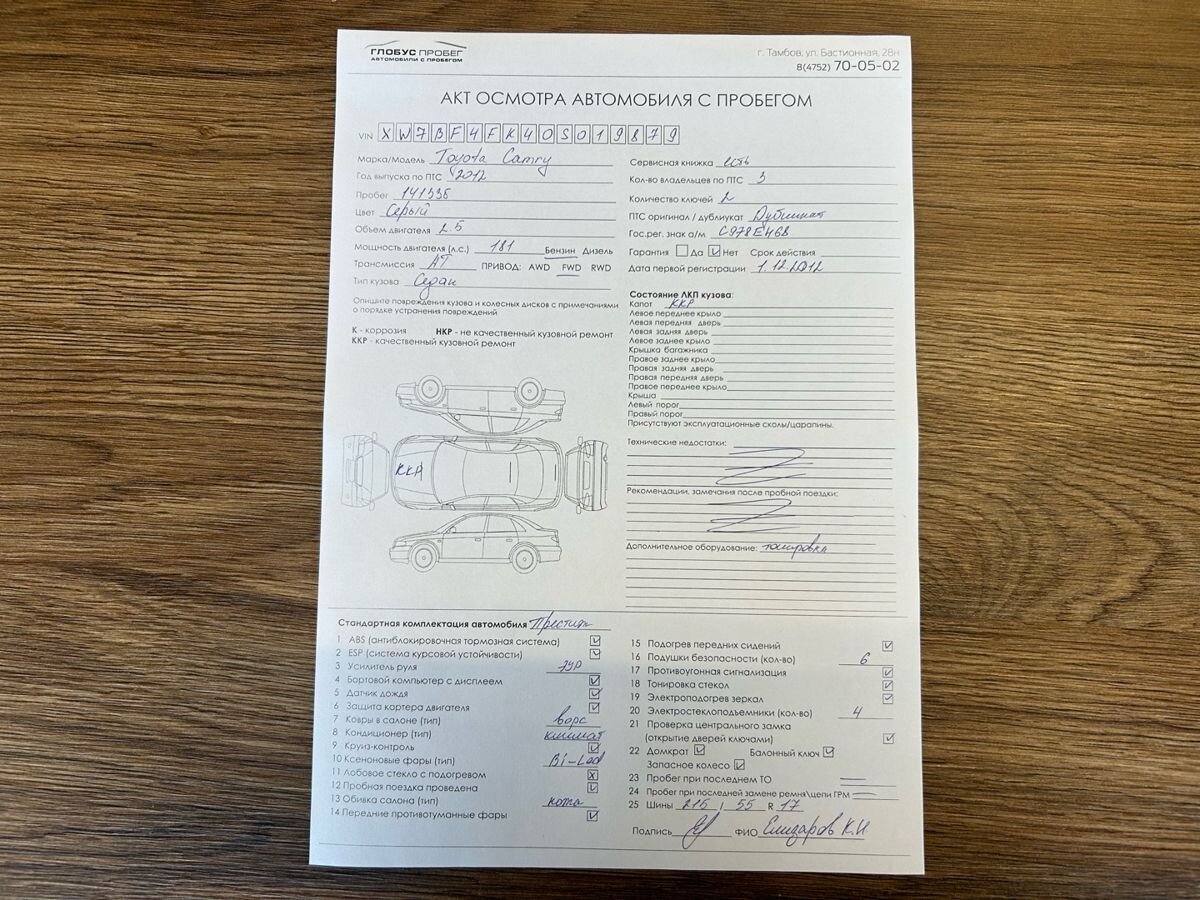 ГЛОБУС ПРОБЕГ
АВТОМОБИЛИ С ПРОБЕГОМ
г. Тамбов, ул. Бастионная, 28н
8(4752) 70-05-02
АКТ ОСМОТРА АВТОМОБИЛЯ С ПРОБЕГОМ
VIN XW7BF4FK40S019879
Марка/Модель Toyota Camry
Год выпуска по ПТС 2012
Пробег 141536
Цвет Серый
Объем двигателя 2.5
Мощность двигателя (л.с.) 181 Бензин Дизель
Трансмиссия АТ ПРИВОД: AWD FWD RWD
Тип кузова Седан
Опишите повреждения кузова и колесных дисков с примечаниями
о порядке устранения повреждений
К - коррозия НКР - не качественный кузовной ремонт
ККР - качественный кузовной ремонт
ККР
Сервисная книжка есть
Кол-во владельцев по ПТС 3
Количество ключей 2
ПТС оригинал / дубликат Дубликат
Гос.рег. знак а/м С978ЕН68
Гарантия Да Нет Срок действия
Дата первой регистрации 1.12.2012
Состояние ЛКП кузова:
Капот ККР
Левое переднее крыло
Левая передняя дверь
Левая задняя дверь
Левое заднее крыло
Крышка багажника
Правое заднее крыло
Правая задняя дверь
Правая передняя дверь
Правое переднее крыло
Крыша
Левый порог
Правый порог
Присутствуют эксплуатационные сколы/царапины.
Технические недостатки:
Рекомендации, замечания после пробной поездки:
Дополнительное оборудование: тонировка
Стандартная комплектация автомобиля Престиж
1 ABS (антиблокировочная тормозная система)
2 ESP (система курсовой устойчивости)
3 Усилитель руля ЭУР
4 Бортовой компьютер с дисплеем
5 Датчик дождя
6 Защита картера двигателя
7 Ковры в салоне (тип) ворс
8 Кондиционер (тип) климат
9 Круиз-контроль
10 Ксеноновые фары (тип) Bi-Led
11 Лобовое стекло с подогревом
12 Пробная поездка проведена
13 Обивка салона (тип) кожа
14 Передние противотуманные фары
15 Подогрев передних сидений
16 Подушки безопасности (кол-во) 6
17 Противоугонная сигнализация
18 Тонировка стекол
19 Электроподогрев зеркал
20 Электростеклоподъемники (кол-во) 4
21 Проверка центрального замка
(открытие дверей ключами)
22 Домкрат Балонный ключ
Запасное колесо
23 Пробег при последнем ТО
24 Пробег при последней замене ремня\цепи ГРМ
25 Шины 215 / 55 R 17
Подпись ФИО Елизаров К.И